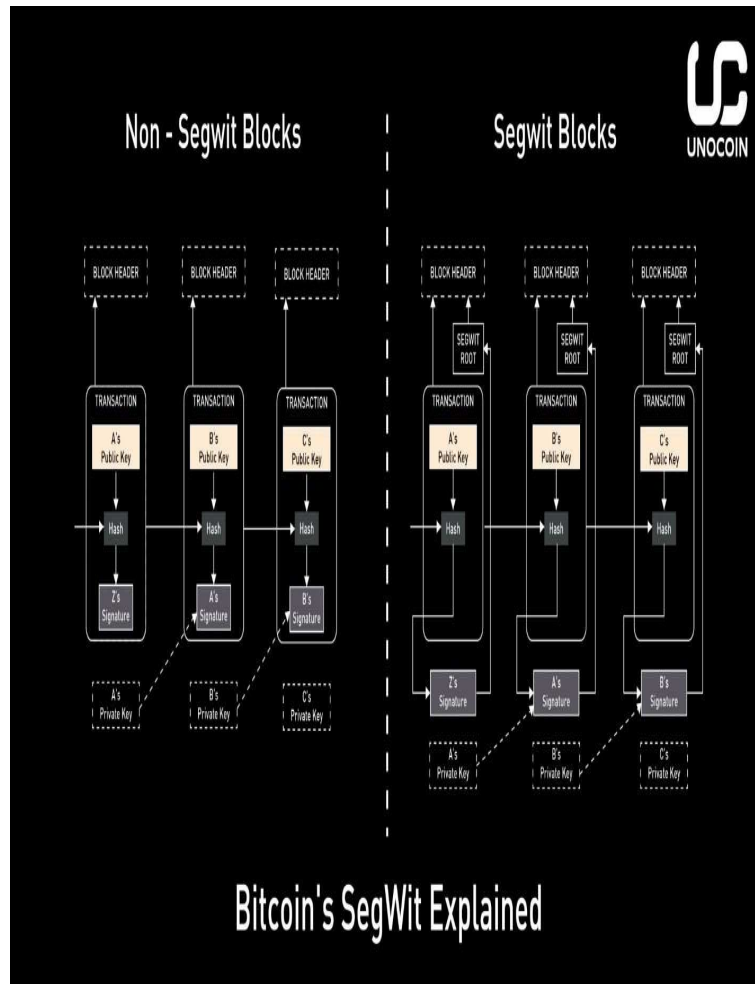 UNOCOIN
Non - Segwit Blocks
BLOCK HEADER
BLOCK HEADER
BLOCK HEADER
TRANSACTION
A's
Public Key
Hash
Z's
Signature
A's
Private Key
TRANSACTION
B's
Public Key
Hash
A's
Signature
B's
Private Key
TRANSACTION
C's
Public Key
Hash
B's
Signature
C's
Private Key
Segwit Blocks
BLOCK HEADER
BLOCK HEADER
BLOCK HEADER
SEGWIT
ROOT
SEGWIT
ROOT
SEGWIT
ROOT
TRANSACTION
A's
Public Key
Hash
Z's
Signature
A's
Private Key
TRANSACTION
B's
Public Key
Hash
A's
Signature
B's
Private Key
TRANSACTION
C's
Public Key
Hash
B's
Signature
C's
Private Key
Bitcoin's SegWit Explained